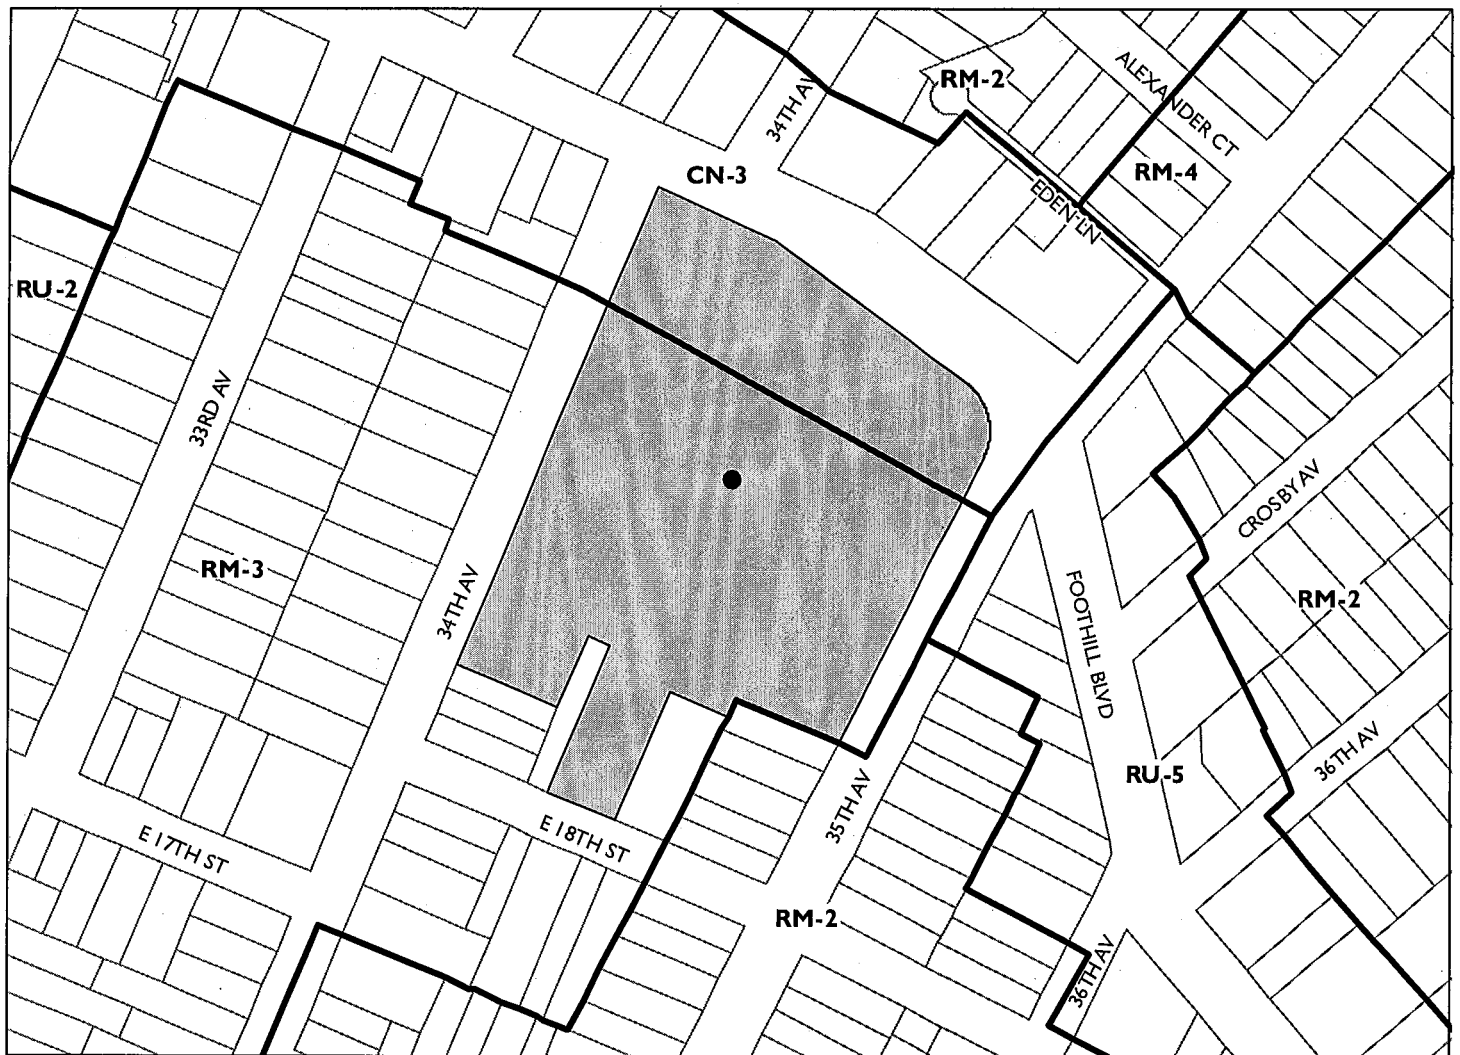 ALEXANDER CT
RM-2
34TH AV
CN-3
RM-4
EDEN LN
RU-2
33RD AV
CROSBY AV
RM-3
34TH AV
FOOTHILL BLVD
RM-2
36TH AV
RU-5
35TH AV
E 17TH ST
E 18TH ST
RM-2
36TH AV